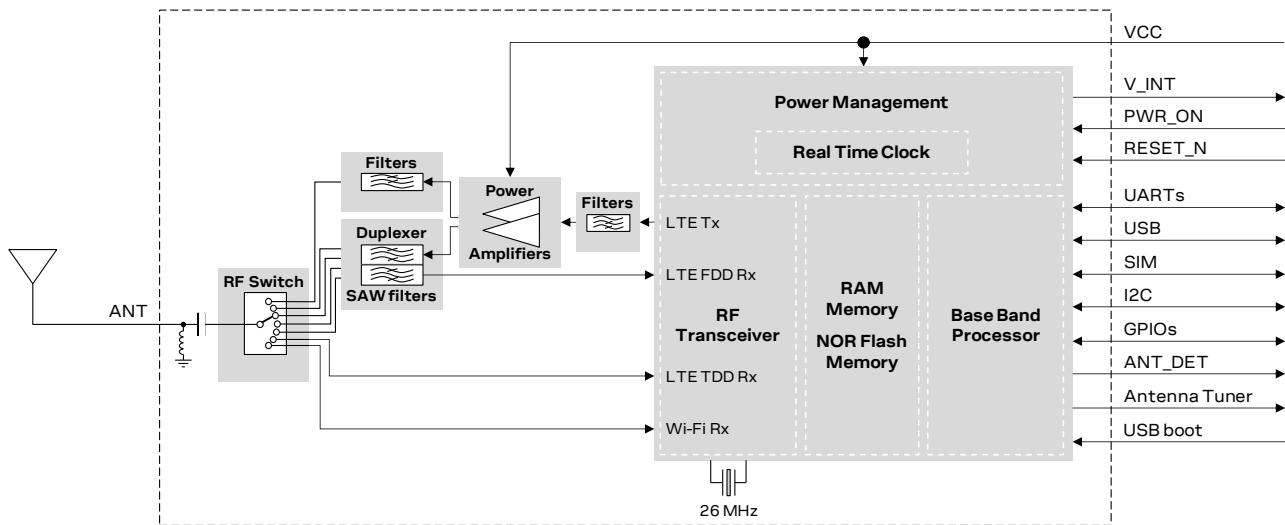 VCC
V_INT
Power Management
PWR_ON
RESET_N
Real Time Clock
Filters
Power
Amplifiers
Filters
UARTs
LTE Tx
USB
Duplexer
SAW filters
LTE FDD Rx
SIM
RF Switch
RAM
Memory
NOR Flash
Memory
I2C
ANT
RF
Transceiver
Base Band
Processor
GPIOs
LTE TDD Rx
ANT_DET
Antenna Tuner
Wi-Fi Rx
USB boot
26 MHz